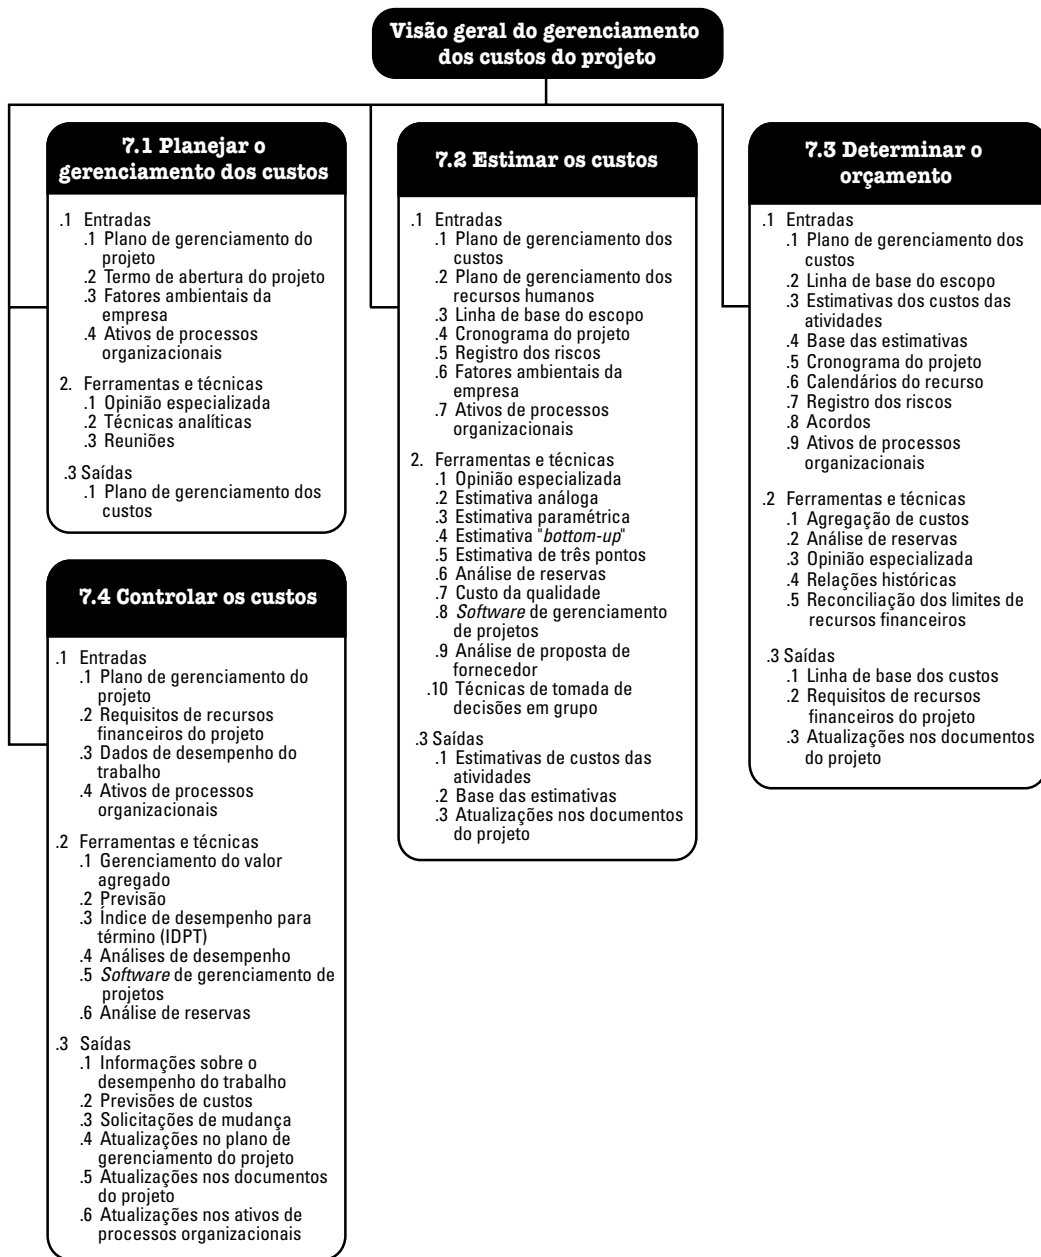 Visão geral do gerenciamento
dos custos do projeto
7.1 Planejar o
gerenciamento dos custos
.1 Entradas
.1 Plano de gerenciamento do
projeto
.2 Termo de abertura do projeto
.3 Fatores ambientais da
empresa
.4 Ativos de processos
organizacionais
2. Ferramentas e técnicas
.1 Opinião especializada
.2 Técnicas analíticas
.3 Reuniões
.3 Saídas
.1 Plano de gerenciamento dos
custos
7.4 Controlar os custos
.1 Entradas
.1 Plano de gerenciamento do
projeto
.2 Requisitos de recursos
financeiros do projeto
.3 Dados de desempenho do
trabalho
.4 Ativos de processos
organizacionais
.2 Ferramentas e técnicas
.1 Gerenciamento do valor
agregado
.2 Previsão
.3 Índice de desempenho para
término (IDPT)
.4 Análises de desempenho
.5 Software de gerenciamento de
projetos
.6 Análise de reservas
.3 Saídas
.1 Informações sobre o
desempenho do trabalho
.2 Previsões de custos
.3 Solicitações de mudança
.4 Atualizações no plano de
gerenciamento do projeto
.5 Atualizações nos documentos
do projeto
.6 Atualizações nos ativos de
processos organizacionais
7.2 Estimar os custos
.1 Entradas
.1 Plano de gerenciamento dos
custos
.2 Plano de gerenciamento dos
recursos humanos
.3 Linha de base do escopo
.4 Cronograma do projeto
.5 Registro dos riscos
.6 Fatores ambientais da
empresa
.7 Ativos de processos
organizacionais
2. Ferramentas e técnicas
.1 Opinião especializada
.2 Estimativa análoga
.3 Estimativa paramétrica
.4 Estimativa "bottom-up"
.5 Estimativa de três pontos
.6 Análise de reservas
.7 Custo da qualidade
.8 Software de gerenciamento
de projetos
.9 Análise de proposta de
fornecedor
.10 Técnicas de tomada de
decisões em grupo
.3 Saídas
.1 Estimativas de custos das
atividades
.2 Base das estimativas
.3 Atualizações nos documentos
do projeto
7.3 Determinar o
orçamento
.1 Entradas
.1 Plano de gerenciamento dos
custos
.2 Linha de base do escopo
.3 Estimativas dos custos das
atividades
.4 Base das estimativas
.5 Cronograma do projeto
.6 Calendários do recurso
.7 Registro dos riscos
.8 Acordos
.9 Ativos de processos
organizacionais
.2 Ferramentas e técnicas
.1 Agregação de custos
.2 Análise de reservas
.3 Opinião especializada
.4 Relações históricas
.5 Reconciliação dos limites de
recursos financeiros
.3 Saídas
.1 Linha de base dos custos
.2 Requisitos de recursos
financeiros do projeto
.3 Atualizações nos documentos
do projeto